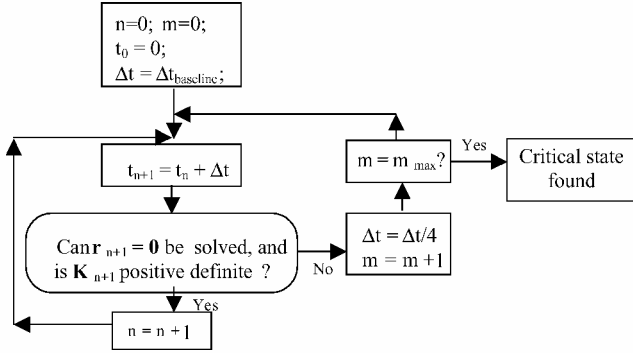 n=0; m=0;
t0 = 0;
Δt = Δtbaseline;
tn+1 = tn + Δt
m = m max?
Yes
Critical state
found
Can r n+1 = 0 be solved, and
is K n+1 positive definite ?
No
Δt = Δt/4
m = m +1
Yes
n = n +1